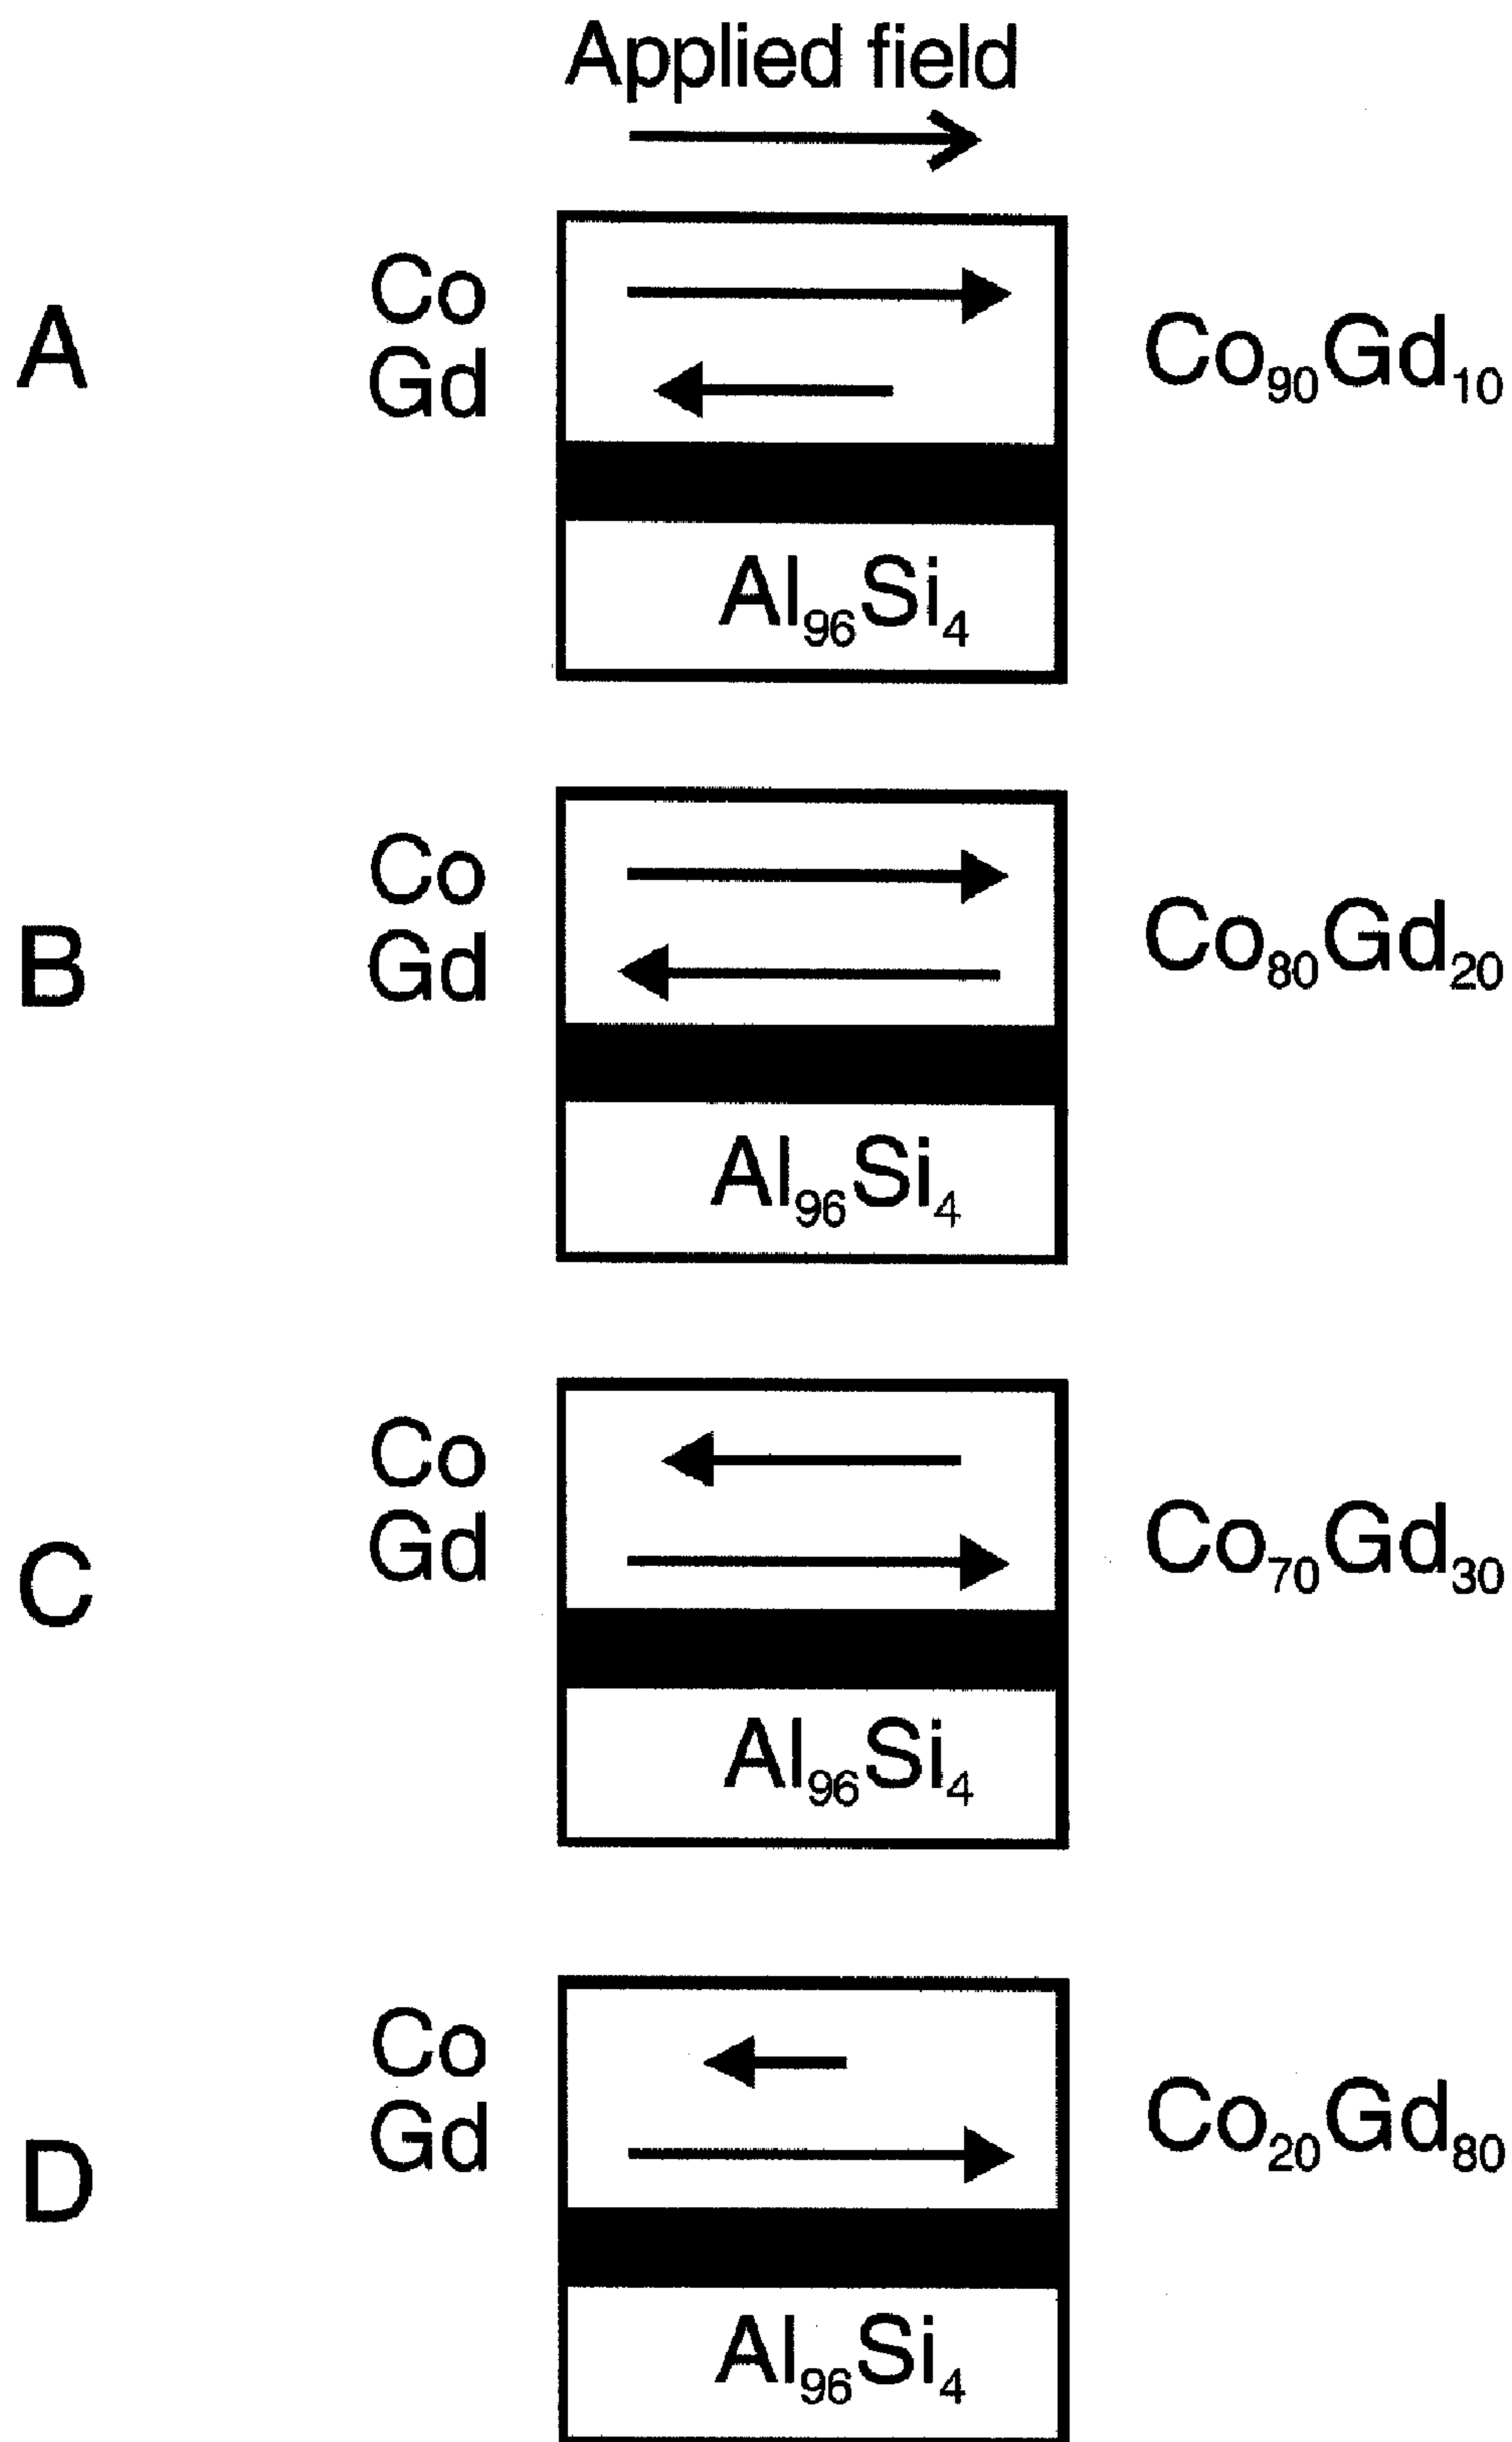 Applied field
A
Co
Gd
Co₉₀Gd₁₀
Al₉₆Si₄
B
Co
Gd
Co₈₀Gd₂₀
Al₉₆Si₄
C
Co
Gd
Co₇₀Gd₃₀
Al₉₆Si₄
D
Co
Gd
Co₂₀Gd₈₀
Al₉₆Si₄